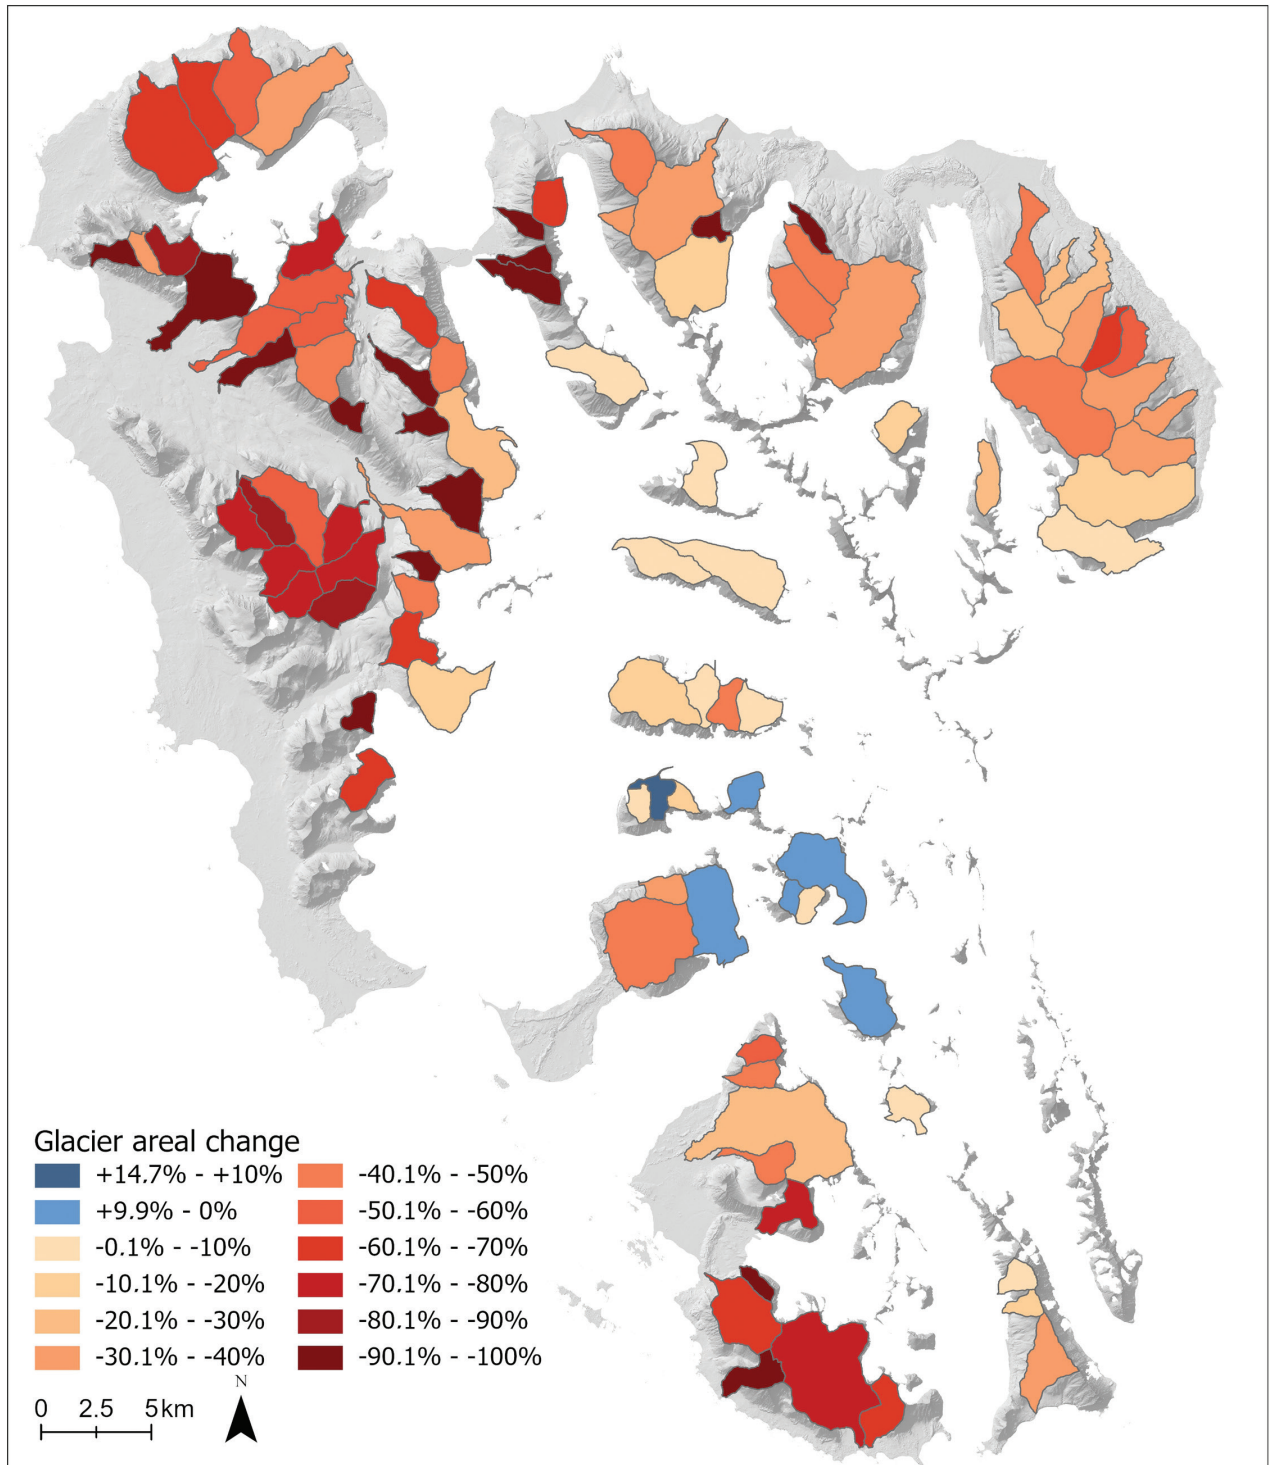 Glacier areal change
+14.7% - +10%
+9.9% - 0%
-0.1% - -10%
-10.1% - -20%
-20.1% - -30%
-30.1% - -40%
-40.1% - -50%
-50.1% - -60%
-60.1% - -70%
-70.1% - -80%
-80.1% - -90%
-90.1% - -100%
N
0 2.5 5km